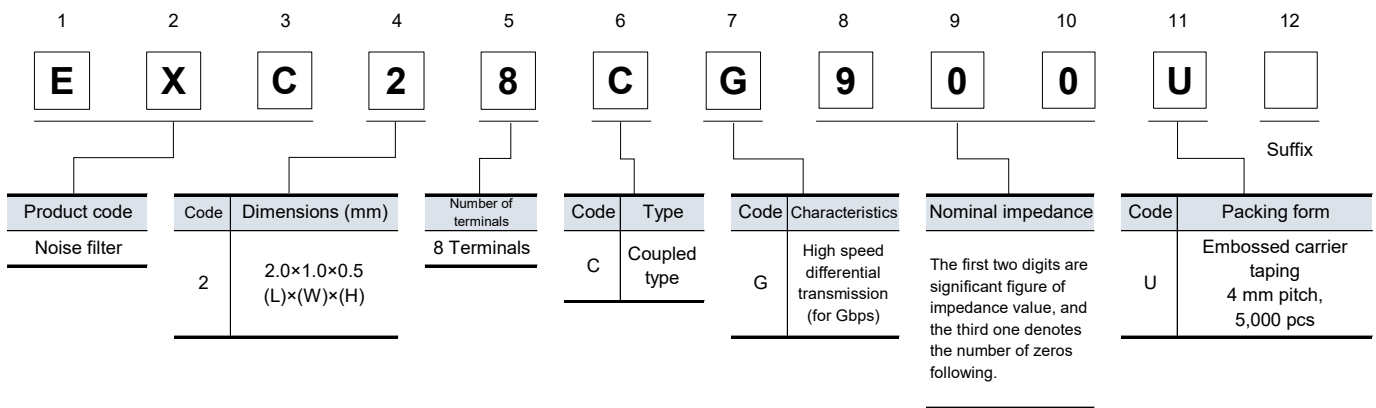 1 2 3 4 5 6 7 8 9 10 11 12
E X C 2 8 C G 9 0 0 U
Suffix
Product code
Noise filter
Code Dimensions (mm)
2
2.0×1.0×0.5
(L)×(W)×(H)
Number of
terminals
8 Terminals
Code Type
C
Coupled
type
Code Characteristics
G
High speed
differential
transmission
(for Gbps)
Nominal impedance
The first two digits are
significant figure of
impedance value, and
the third one denotes
the number of zeros
following.
Code Packing form
U
Embossed carrier
taping
4 mm pitch,
5,000 pcs